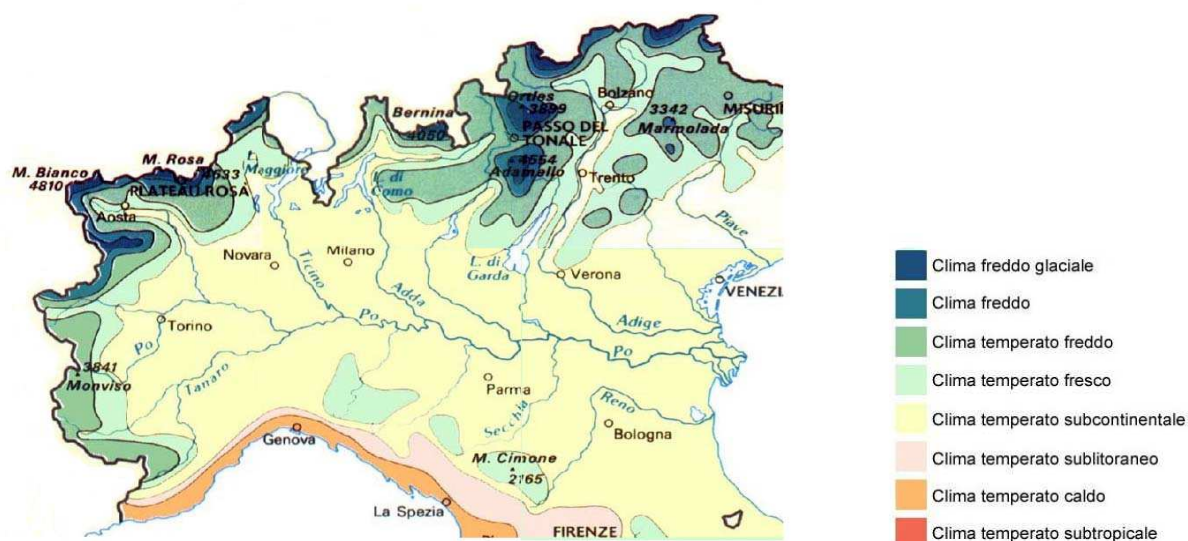 Bolzano
Ortles
3899
Bernina
4050
3342
Marmolada
MISURI
PASSO DEL
TONALE
M. Rosa
4633
M. Bianco
4810
PLATEAU ROSA
L.
Maggiore
L. di
Como
4554
Adamello
Trento
Aosta
Piave
Novara
Milano
Ticino
L. di
Garda
Verona
VENEZI
Adda
Torino
Po
Po
Adige
Po
3841
Monviso
Tanaro
Parma
Secchia
Reno
Genova
Bologna
M. Cimone
2165
La Spezia
FIRENZE
Clima freddo glaciale
Clima freddo
Clima temperato freddo
Clima temperato fresco
Clima temperato subcontinentale
Clima temperato sublitoraneo
Clima temperato caldo
Clima temperato subtropicale